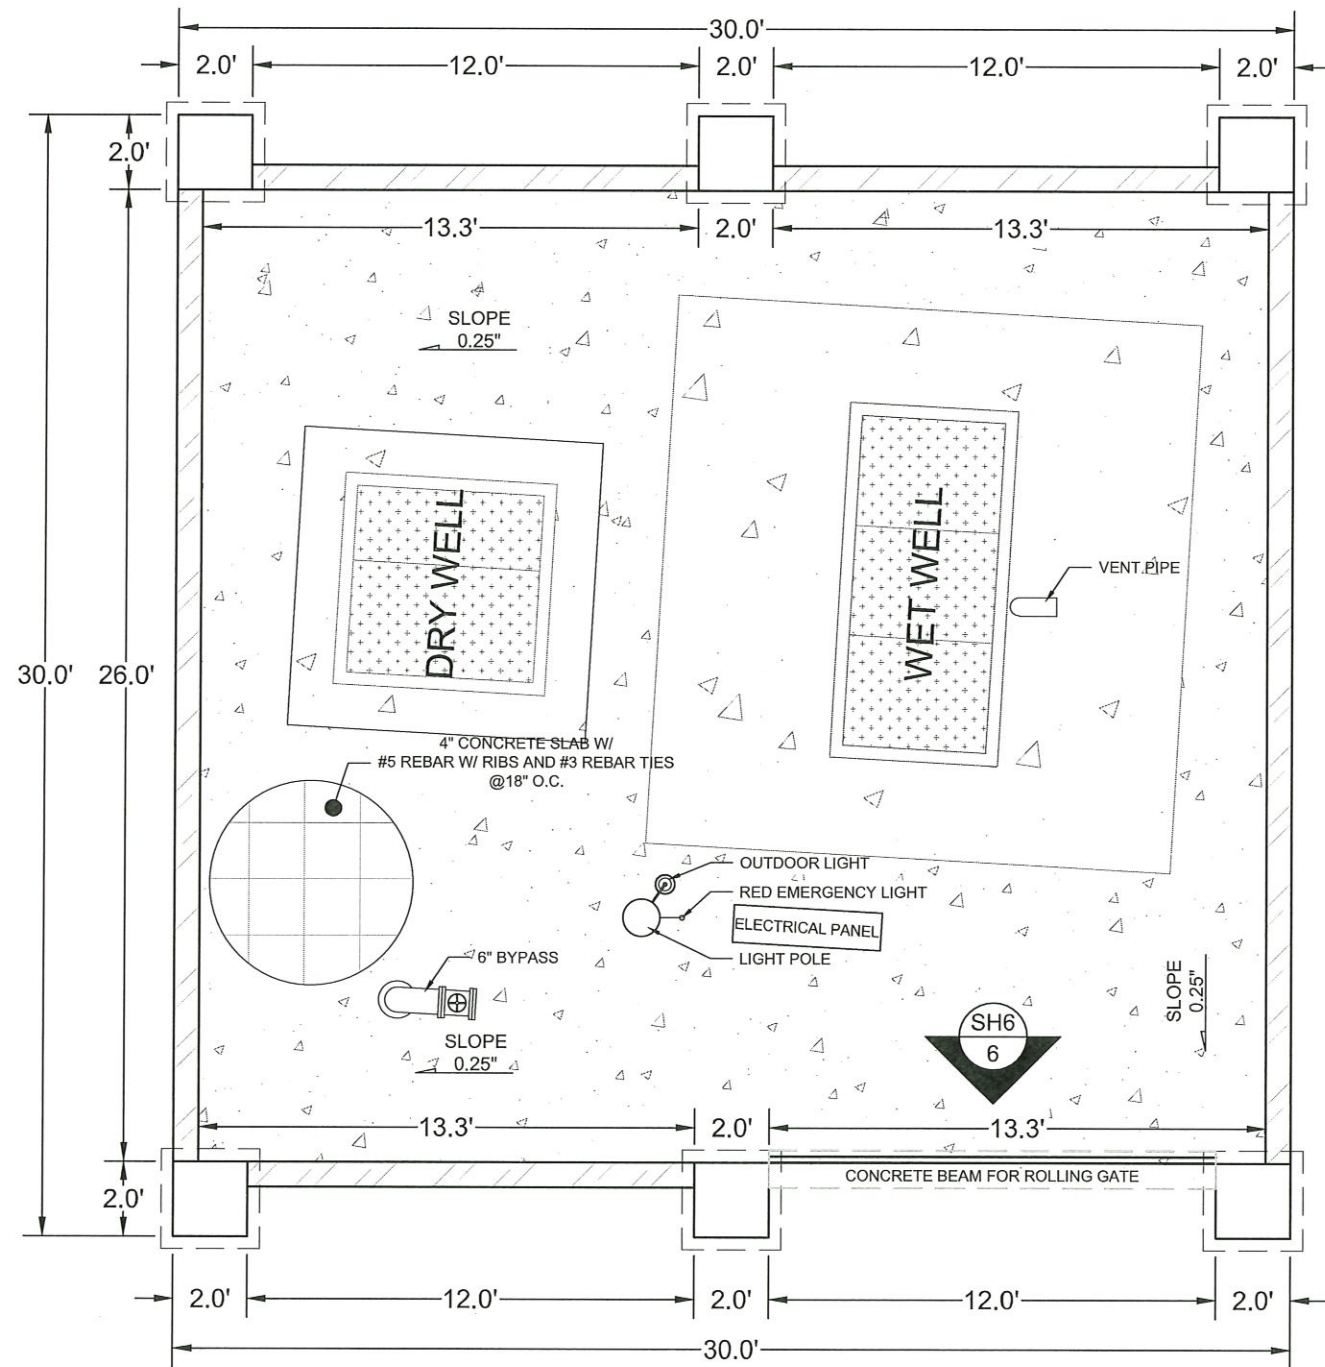 30.0'
2.0' 12.0' 2.0' 12.0' 2.0'
2.0'
13.3' 2.0' 13.3'
SLOPE
0.25"
DRY WELL
WET WELL
VENT PIPE
30.0' 26.0'
4" CONCRETE SLAB W/
#5 REBAR W/ RIBS AND #3 REBAR TIES
@18" O.C.
OUTDOOR LIGHT
RED EMERGENCY LIGHT
ELECTRICAL PANEL
LIGHT POLE
6" BYPASS
SLOPE
0.25"
SLOPE
0.25"
SH6
6
13.3' 2.0' 13.3'
CONCRETE BEAM FOR ROLLING GATE
2.0'
2.0' 12.0' 2.0' 12.0' 2.0'
30.0'